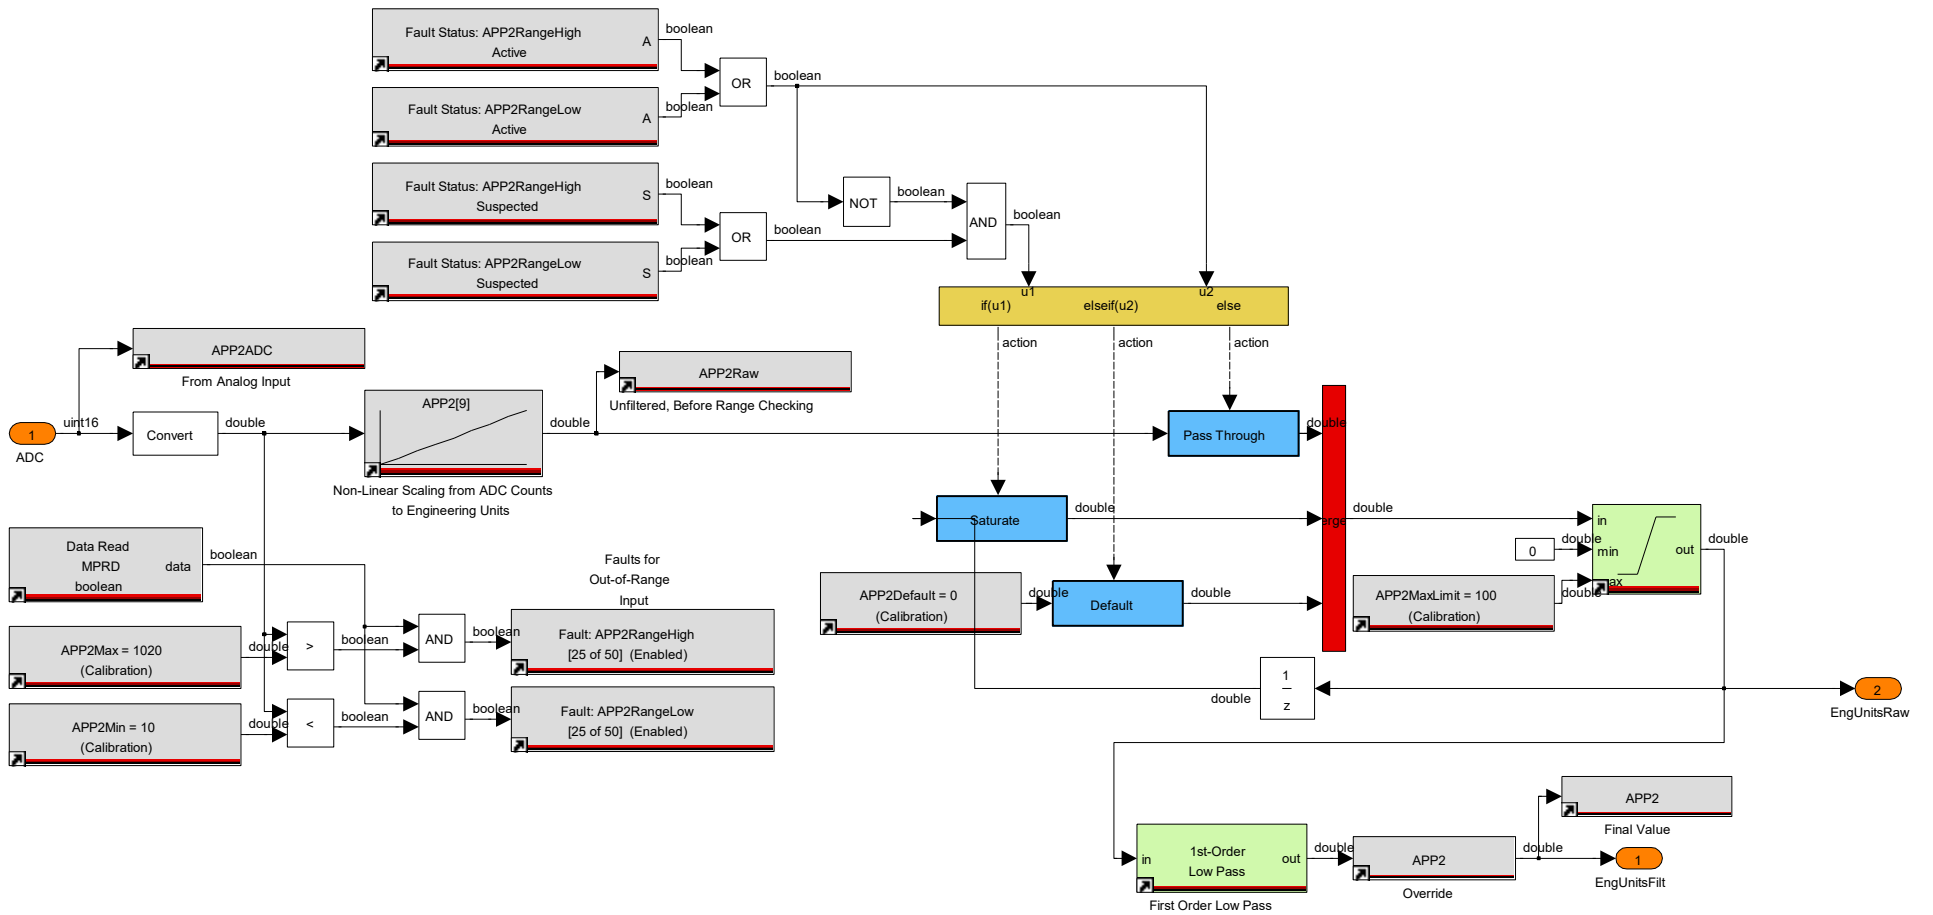 Fault Status: APP2RangeHigh
Active
A
boolean
Fault Status: APP2RangeLow
Active
A
boolean
OR
boolean
Fault Status: APP2RangeHigh
Suspected
S
boolean
Fault Status: APP2RangeLow
Suspected
S
boolean
OR
boolean
NOT
boolean
AND
boolean
u1
u2
if(u1)
elseif(u2)
else
action
action
action
APP2ADC
From Analog Input
1
ADC
uint16
Convert
double
APP2[9]
Non-Linear Scaling from ADC Counts
to Engineering Units
double
APP2Raw
Unfiltered, Before Range Checking
Pass Through
double
Saturate
double
APP2Default = 0
(Calibration)
double
Default
double
erge
double
0
double
APP2MaxLimit = 100
(Calibration)
double
in
min
ax
out
double
Data Read
MPRD
boolean
data
boolean
APP2Max = 1020
(Calibration)
double
>
boolean
AND
boolean
Faults for
Out-of-Range
Input
Fault: APP2RangeHigh
[25 of 50]  (Enabled)
APP2Min = 10
(Calibration)
double
<
boolean
AND
boolean
Fault: APP2RangeLow
[25 of 50]  (Enabled)
1
z
double
2
EngUnitsRaw
in
1st-Order
Low Pass
out
First Order Low Pass
double
APP2
Override
double
APP2
Final Value
1
EngUnitsFilt